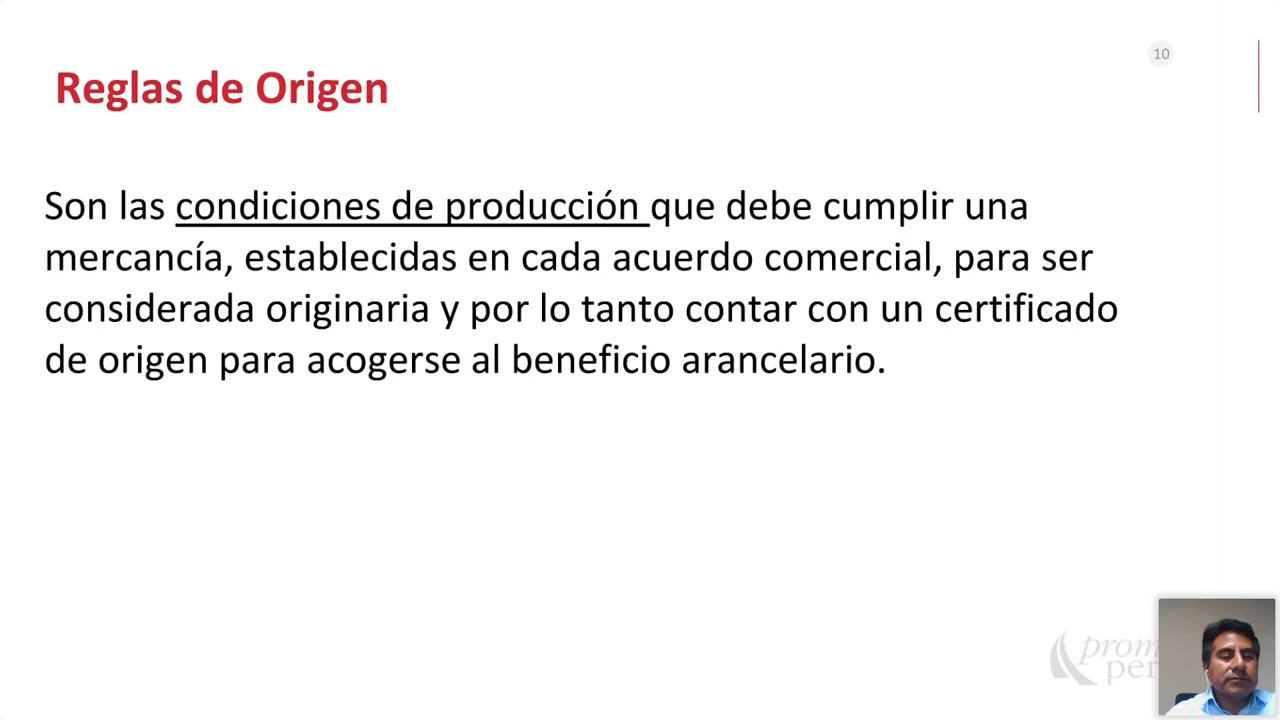 10
Reglas de Origen
Son las condiciones de producción que debe cumplir una
mercancía, establecidas en cada acuerdo comercial, para ser
considerada originaria y por lo tanto contar con un certificado
de origen para acogerse al beneficio arancelario.